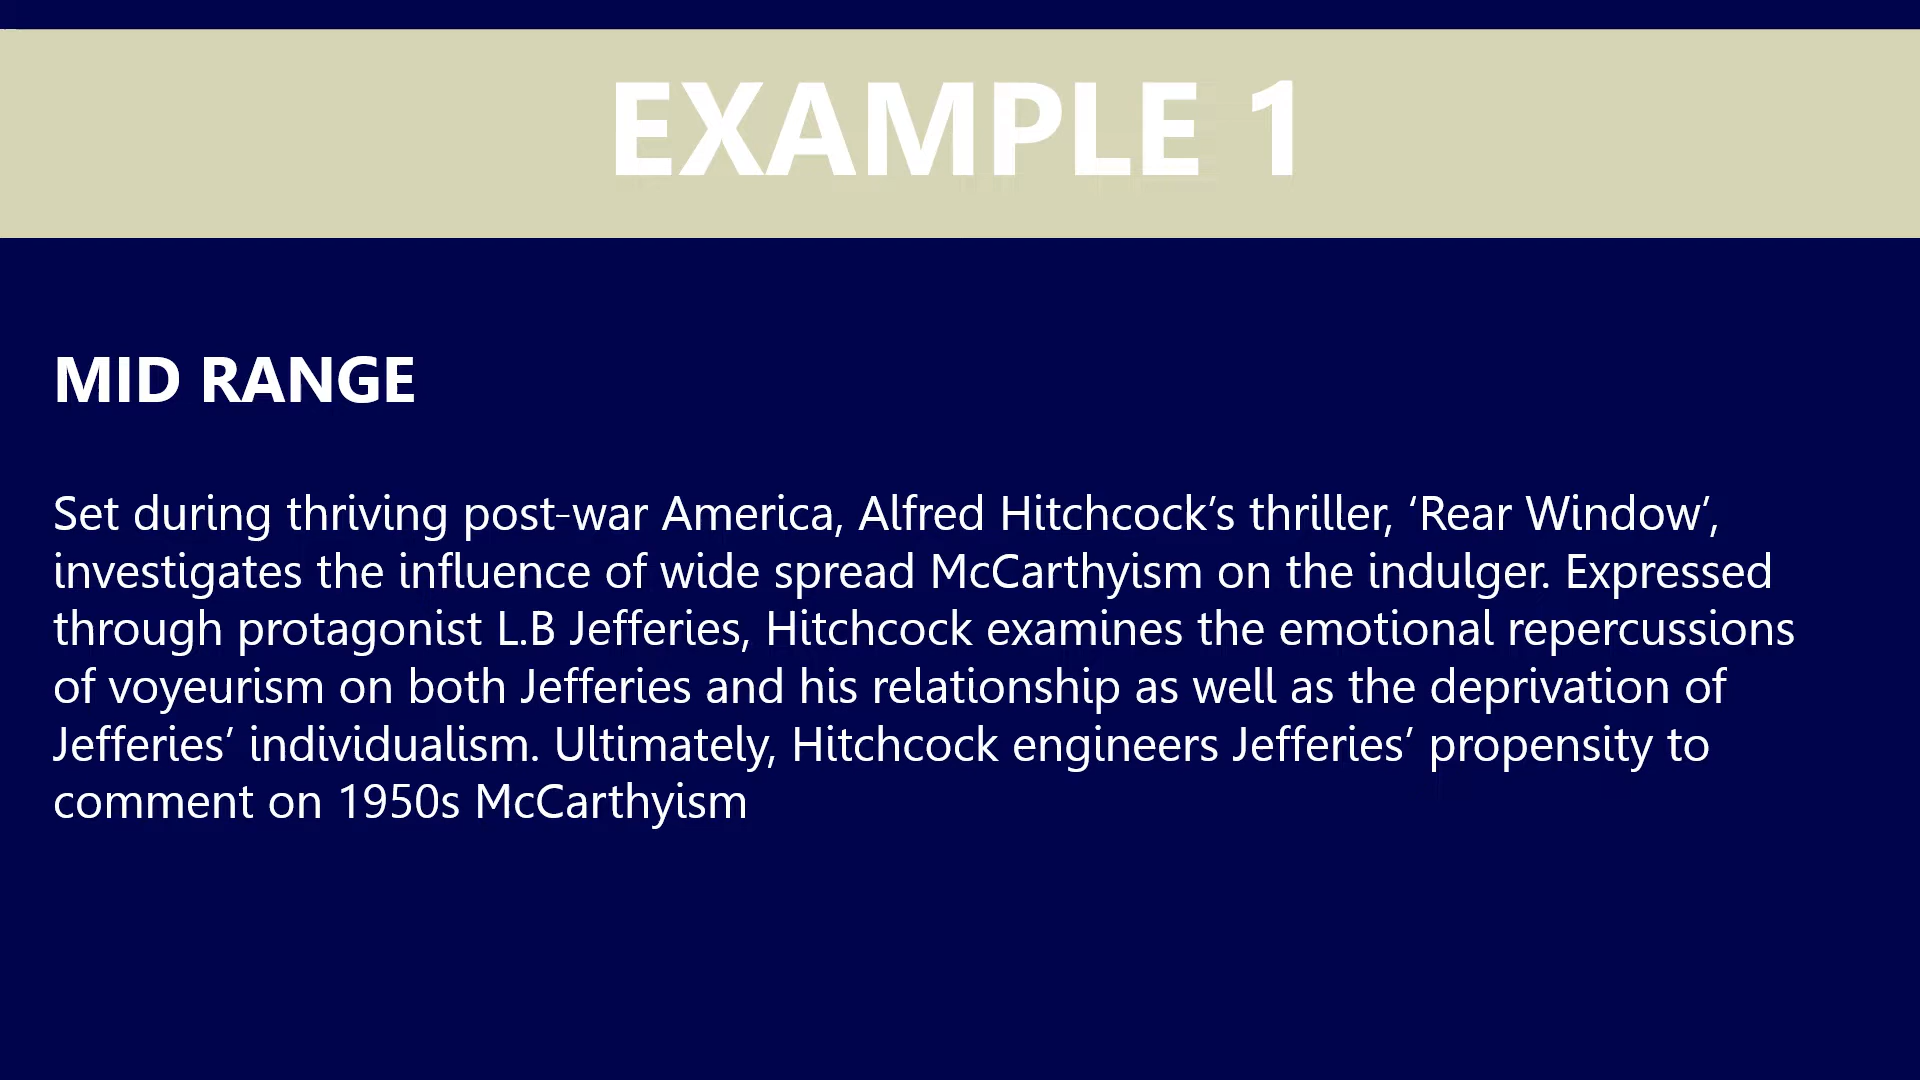 EXAMPLE 1
MID RANGE
Set during thriving post-war America, Alfred Hitchcock’s thriller, ‘Rear Window’,
investigates the influence of wide spread McCarthyism on the indulger. Expressed
through protagonist L.B Jefferies, Hitchcock examines the emotional repercussions
of voyeurism on both Jefferies and his relationship as well as the deprivation of
Jefferies’ individualism. Ultimately, Hitchcock engineers Jefferies’ propensity to
comment on 1950s McCarthyism